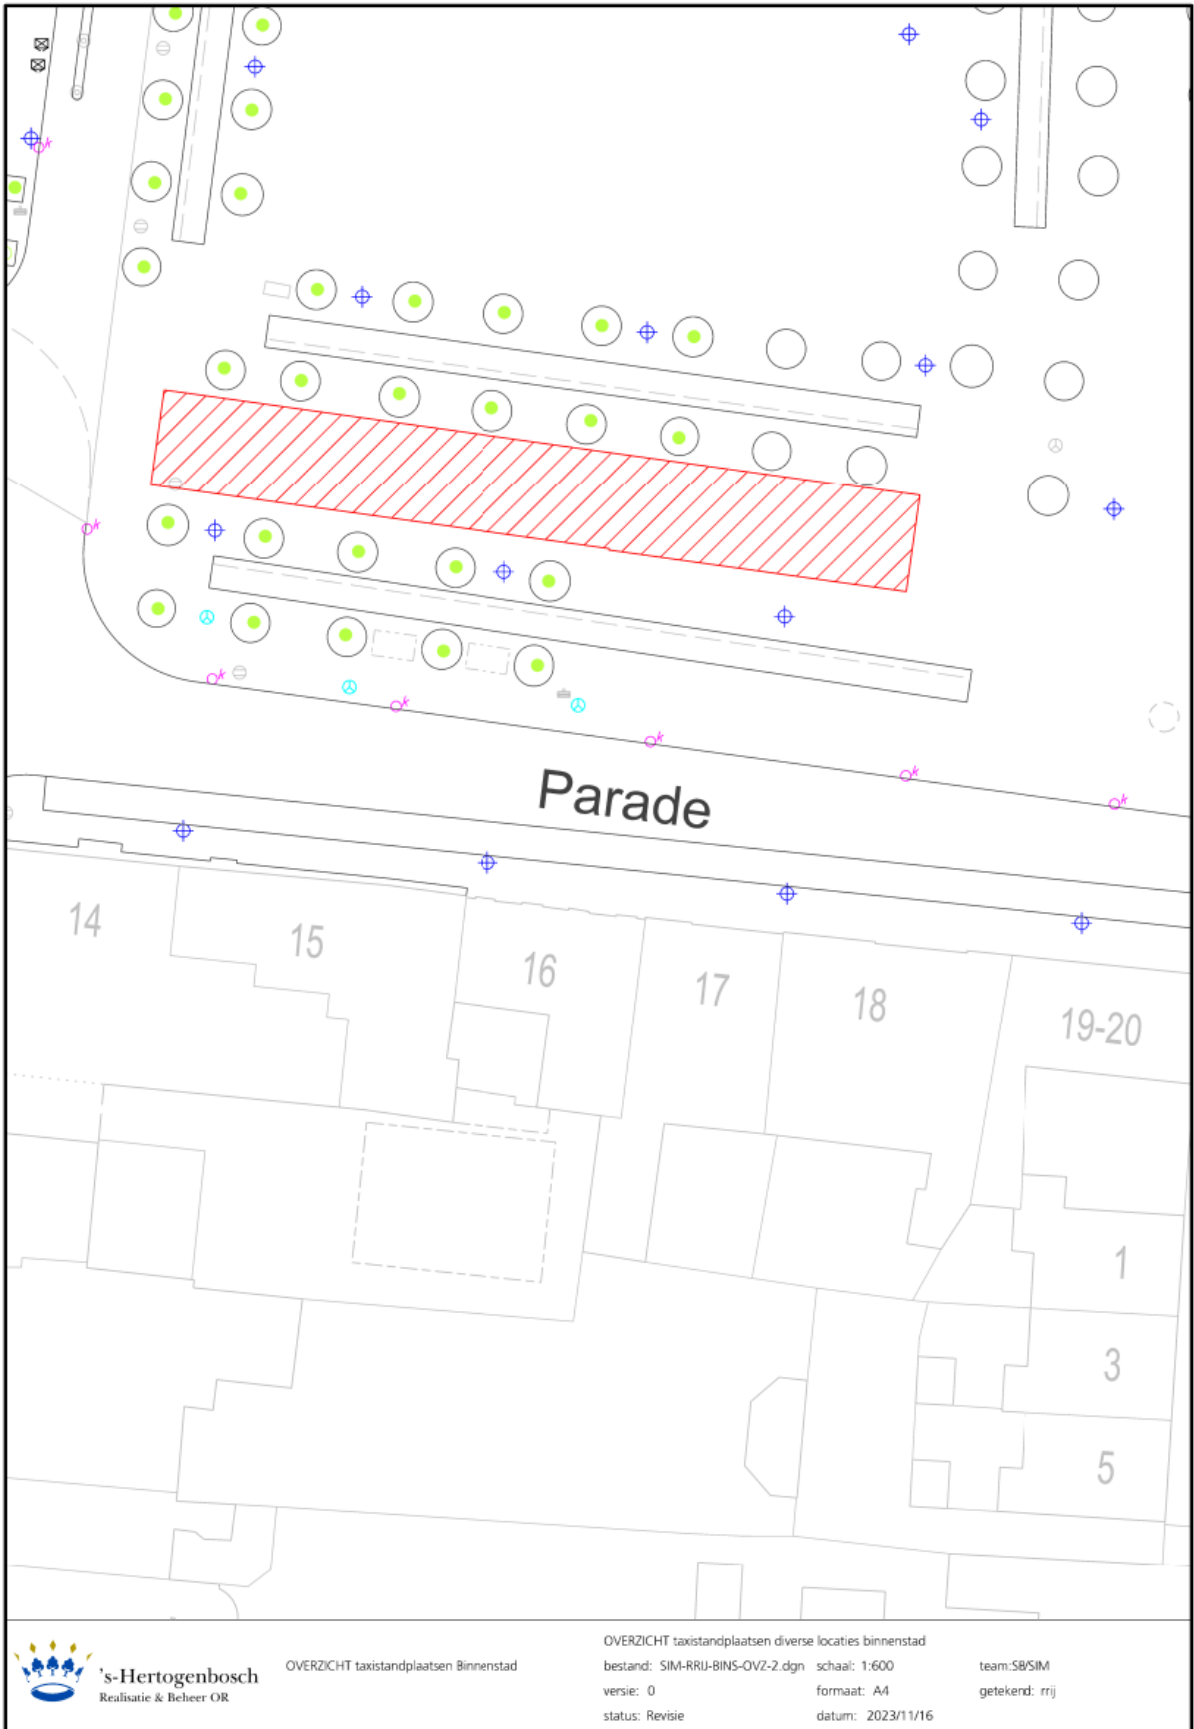 Parade
14
15
16
17
18
19-20
1
3
5
's-Hertogenbosch
Realisatie & Beheer OR
OVERZICHT taxistandplaatsen Binnenstad
OVERZICHT taxistandplaatsen diverse locaties binnenstad
bestand: SIM-RRIJ-BINS-OVZ-2.dgn schaal: 1:600 team:SB/SIM
versie: 0 formaat: A4 getekend: rrij
status: Revisie datum: 2023/11/16
k
k
k
k
k
k
k